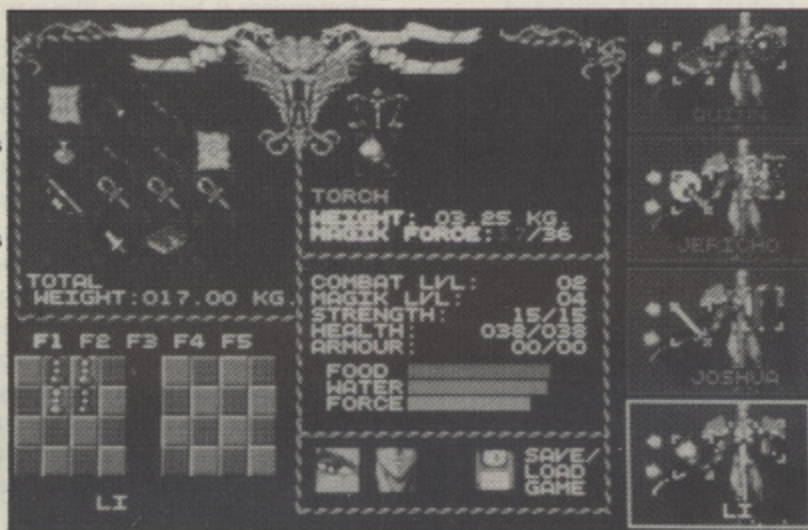 TORCH
WEIGHT: 03.25 KG.
MAGIK FORCE: /36
TOTAL
WEIGHT:017.00 KG.
COMBAT LVL: 02
MAGIK LVL: 04
STRENGTH: 15/15
HEALTH: 038/038
ARMOUR: 00/00
FOOD
WATER
FORCE
F1 F2 F3 F4 F5
LI
SAVE/
LOAD
GAME
QUINN
JERICHO
JOSHUA
LI